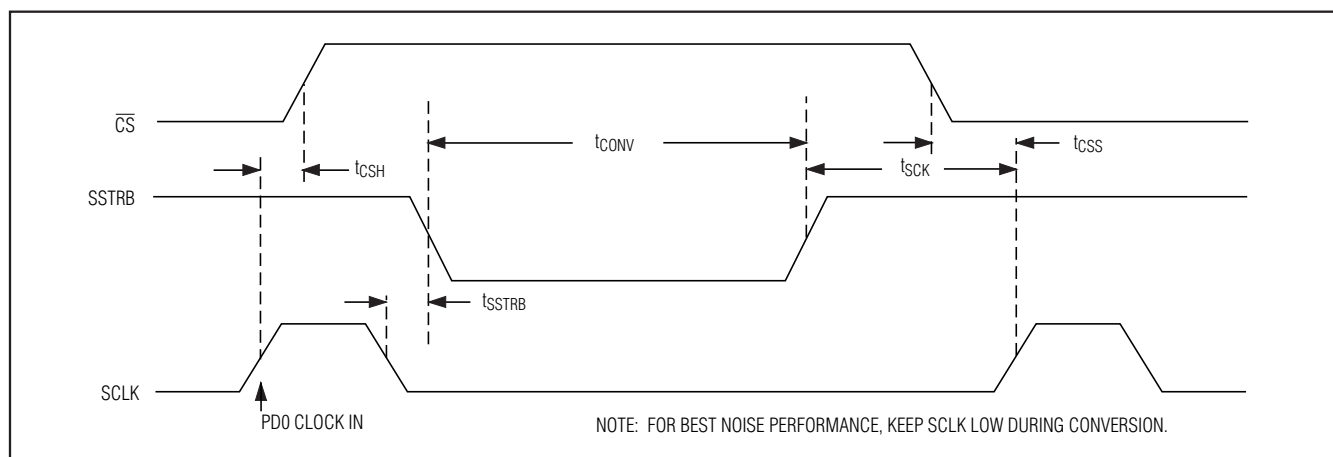 CS
tCONV
tCSS
tCSH
tSCK
SSTRB
tSSTRB
SCLK
PD0 CLOCK IN
NOTE: FOR BEST NOISE PERFORMANCE, KEEP SCLK LOW DURING CONVERSION.